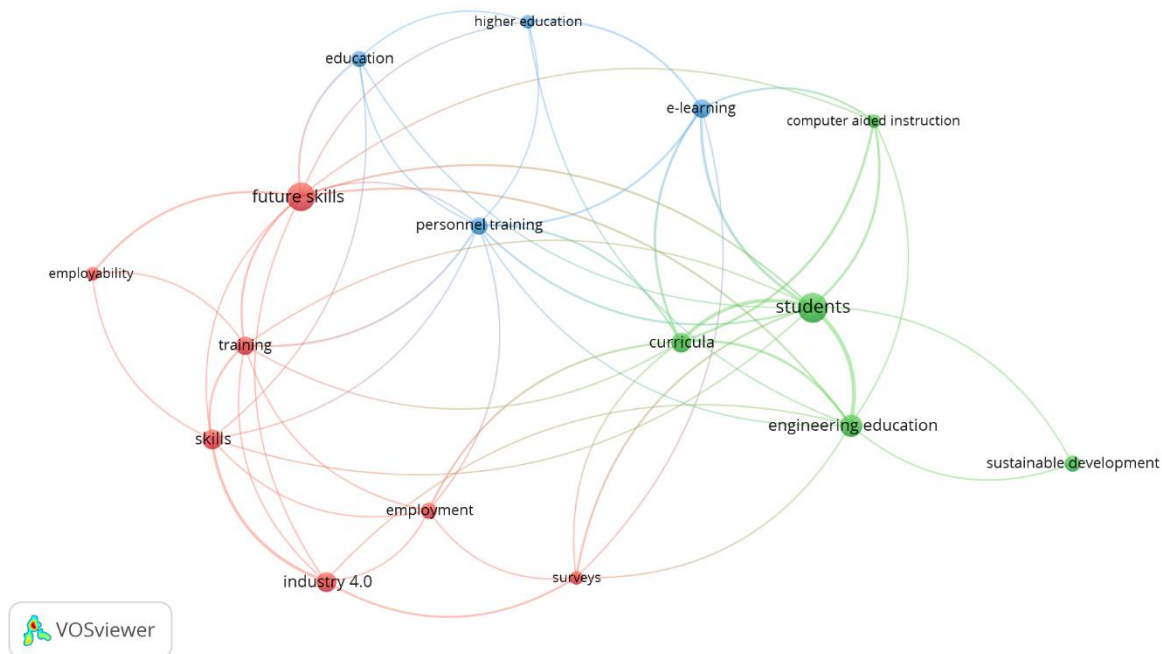 higher education
education
e-learning
computer aided instruction
future skills
personnel training
employability
students
training
curricula
engineering education
skills
sustainable development
employment
surveys
industry 4.0
VOSviewer